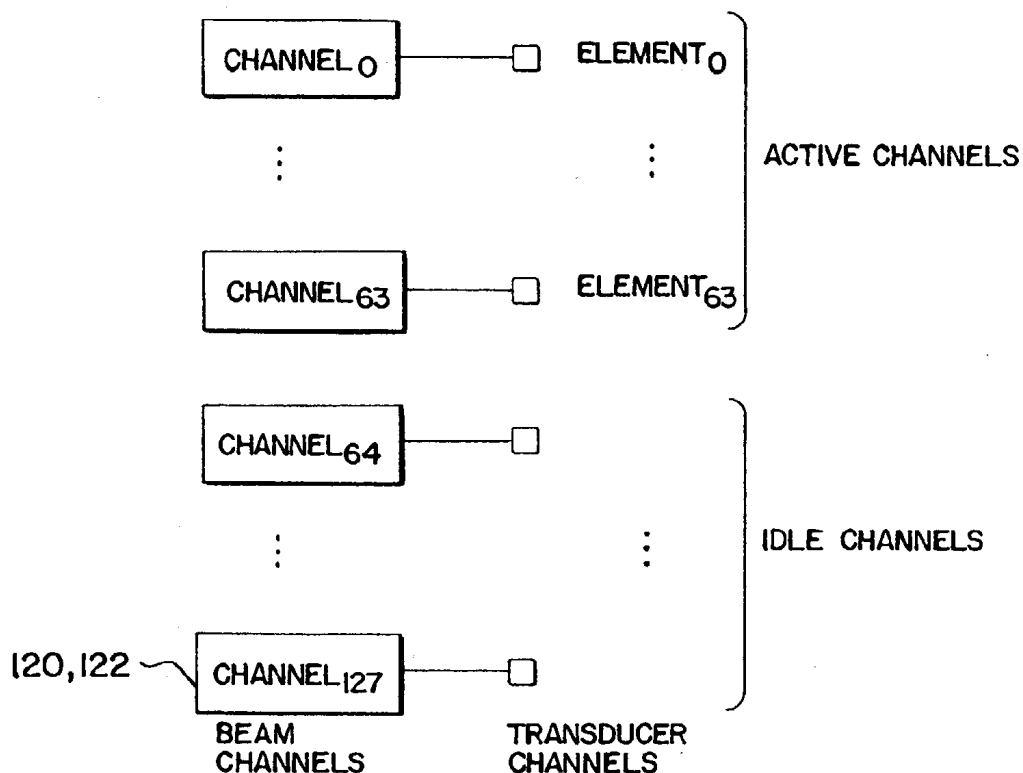 CHANNEL0 ELEMENT0
ACTIVE CHANNELS
CHANNEL63 ELEMENT63
CHANNEL64
IDLE CHANNELS
120,122 CHANNEL127
BEAM CHANNELS
TRANSDUCER CHANNELS